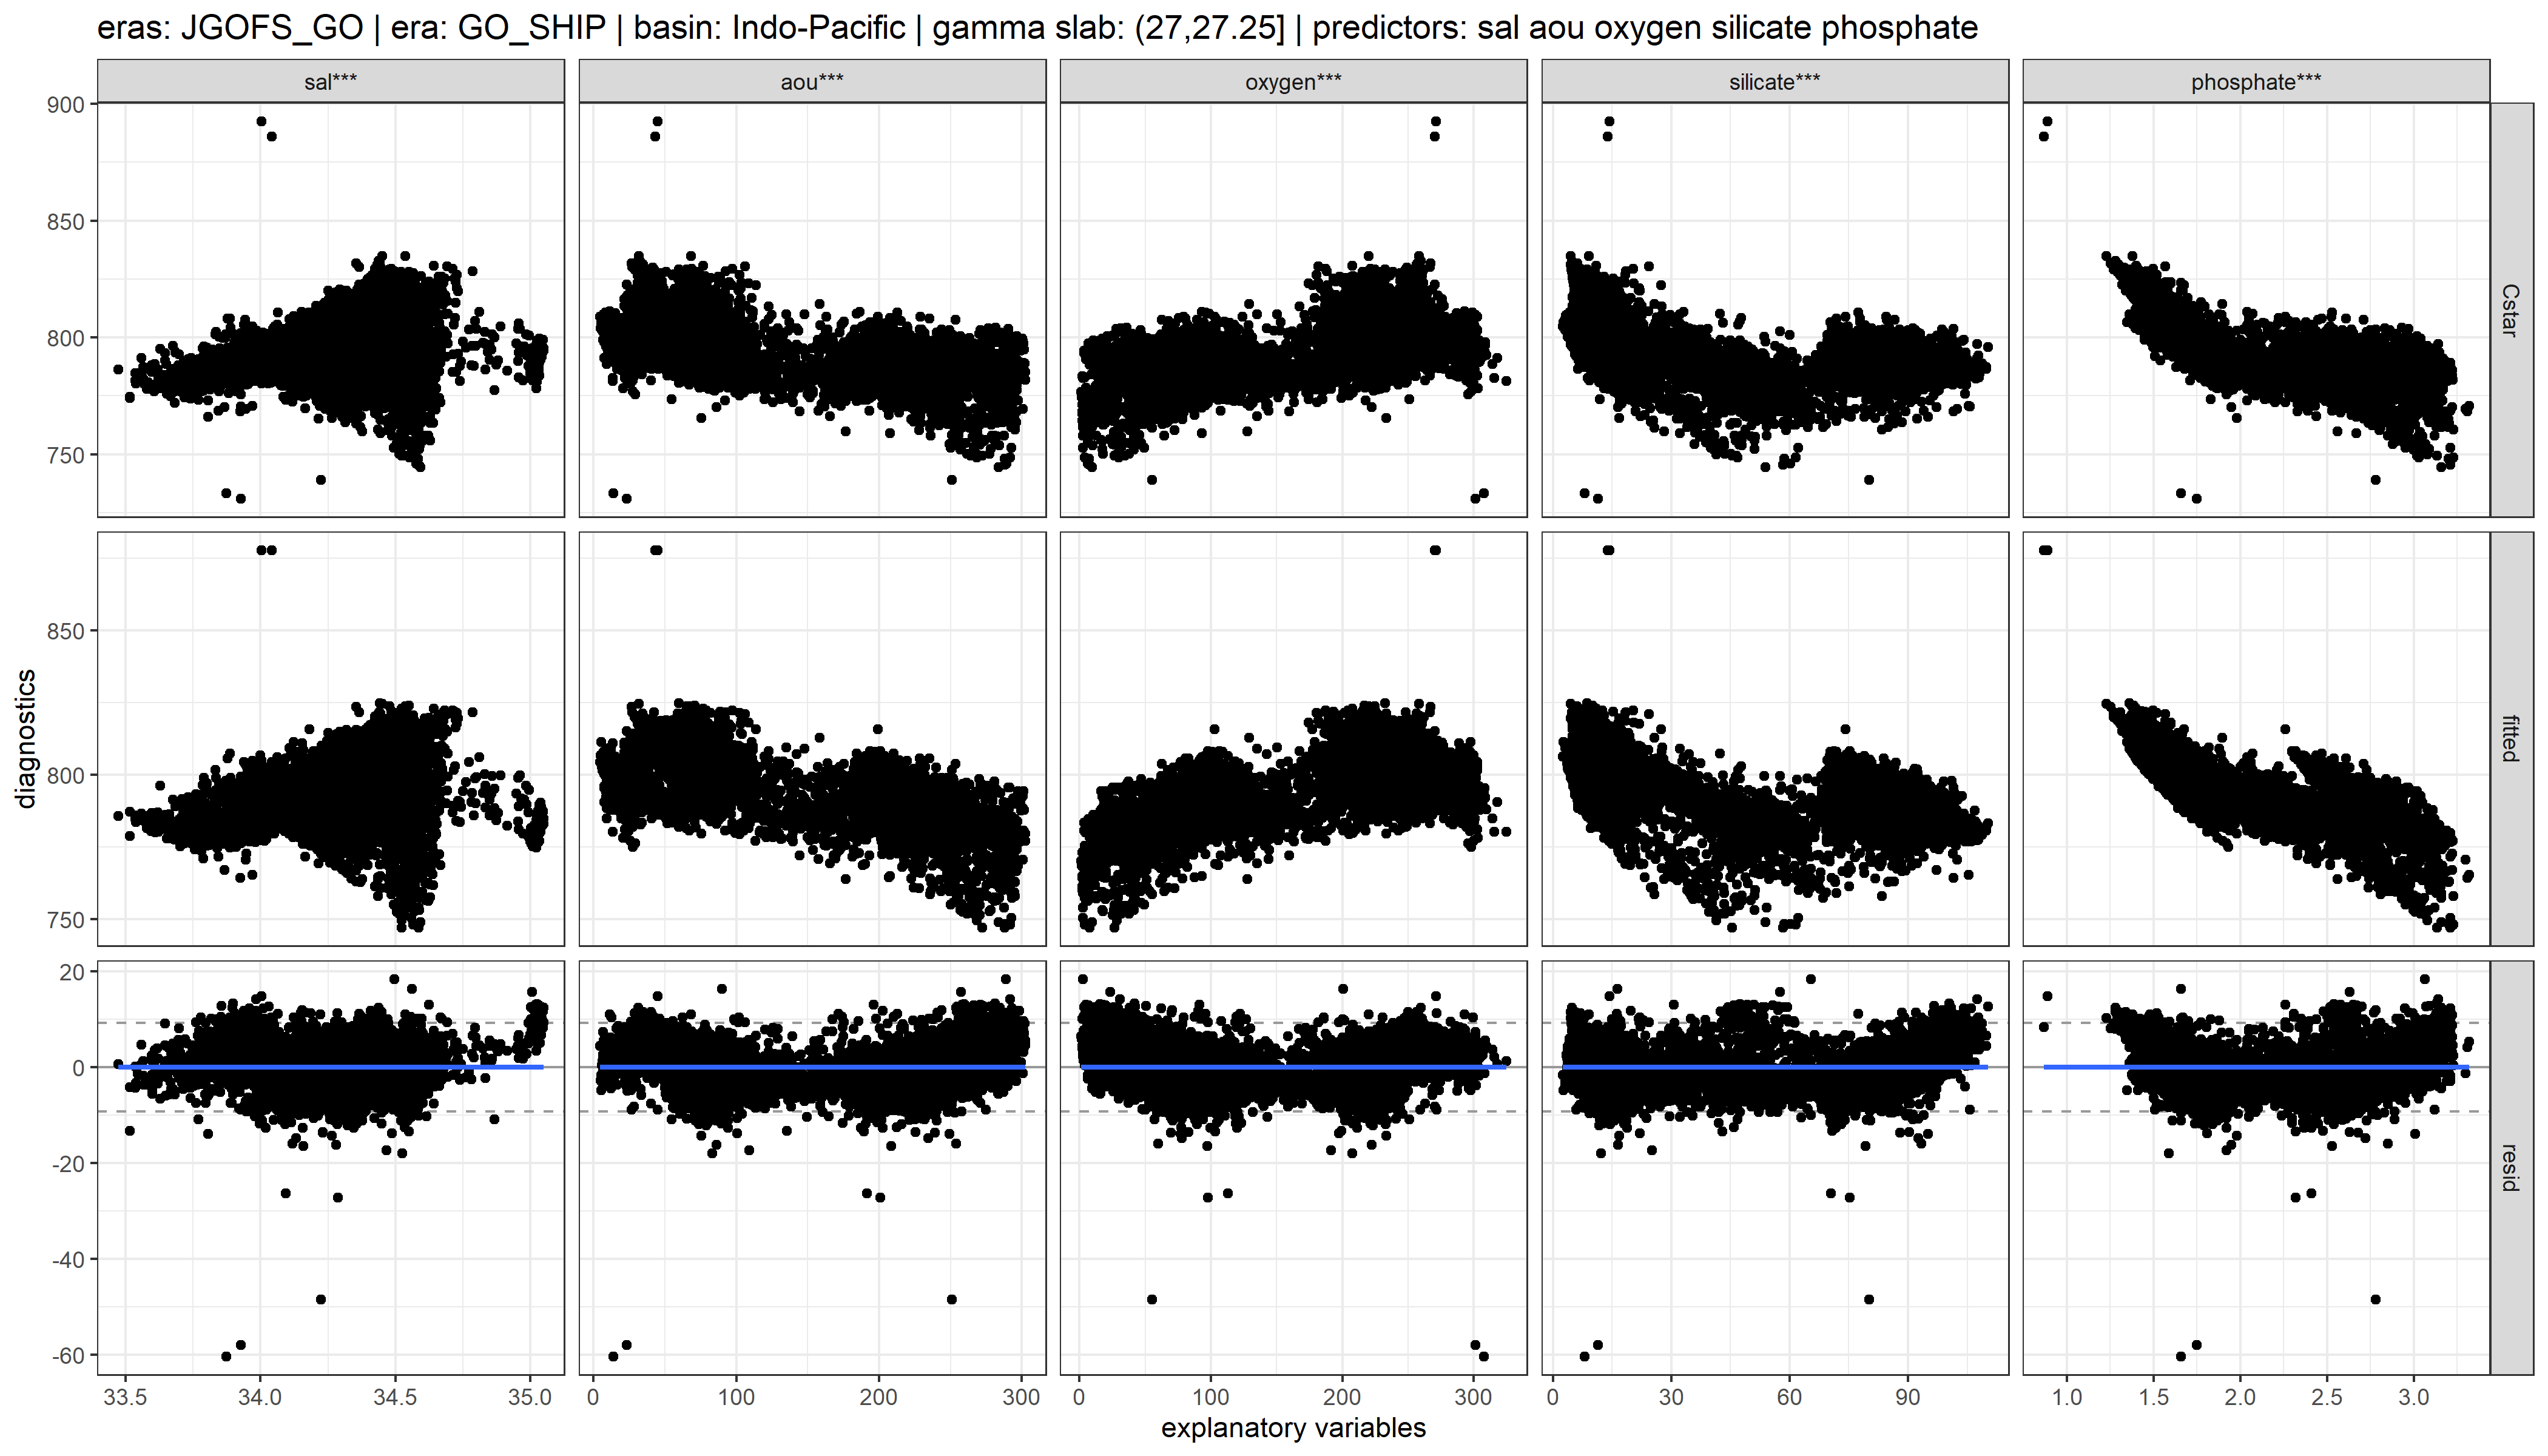 eras: JGOFS_GO | era: GO_SHIP | basin: Indo-Pacific | gamma slab: (27,27.25] | predictors: sal aou oxygen silicate phosphate
sal*** aou*** oxygen*** silicate*** phosphate***
900
850
800
750
Cstar
850
800
750
fitted
20
0
-20
-40
-60
resid
diagnostics
33.5 34.0 34.5 35.0 0 100 200 300 0 100 200 300 0 30 60 90 1.0 1.5 2.0 2.5 3.0
explanatory variables